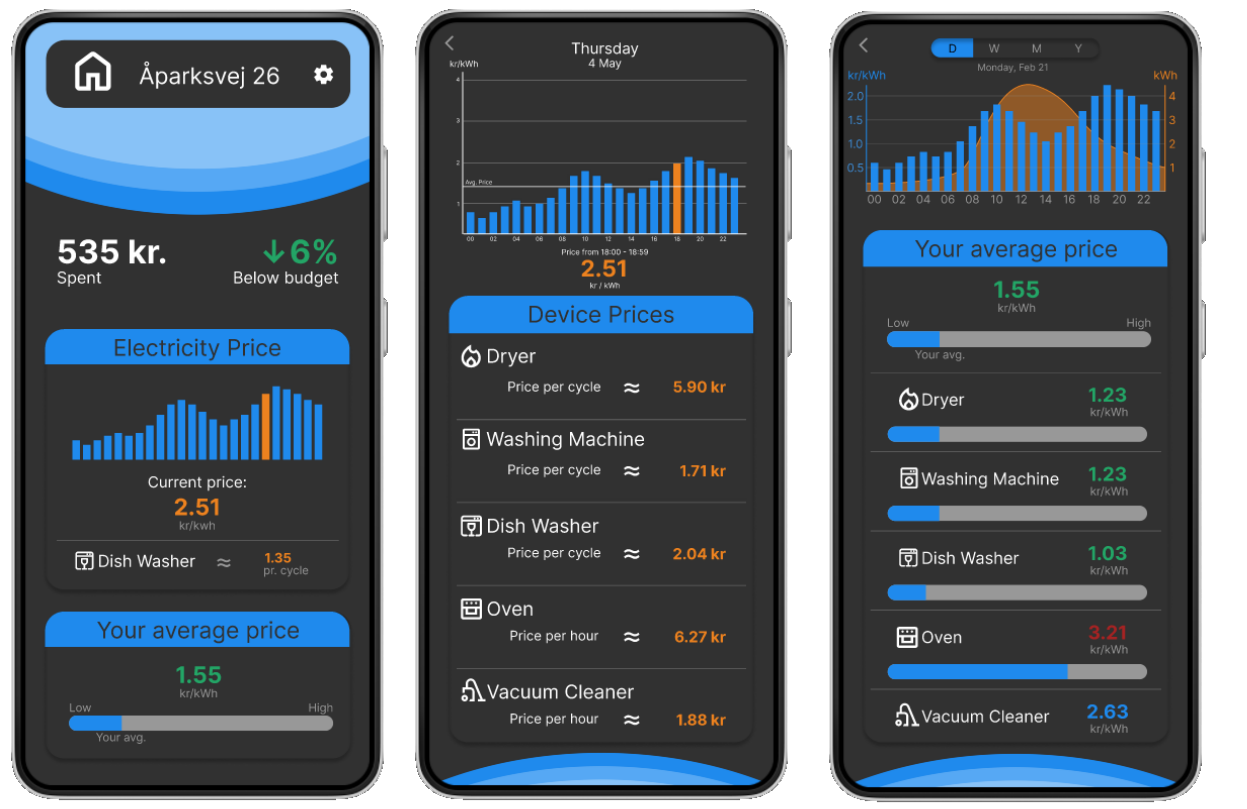 Åparksvej 26
535 kr.
Spent
↓6%
Below budget
Electricity Price
Current price:
2.51
kr/kwh
Dish Washer ≈ 1.35
pr. cycle
Your average price
1.55
kr/kWh
Low High
Your avg.
Thursday
4 May
kr/kWh
4
3
2
Avg. Price
1
00 02 04 06 08 10 12 14 16 18 20 22
Price from 18:00 - 18:59
2.51
kr / kWh
Device Prices
Dryer
Price per cycle ≈ 5.90 kr
Washing Machine
Price per cycle ≈ 1.71 kr
Dish Washer
Price per cycle ≈ 2.04 kr
Oven
Price per hour ≈ 6.27 kr
Vacuum Cleaner
Price per hour ≈ 1.88 kr
D W M Y
Monday, Feb 21
kr/kWh kWh
2.0 4
1.5 3
1.0 2
0.5 1
00 02 04 06 08 10 12 14 16 18 20 22
Your average price
1.55
kr/kWh
Low High
Your avg.
Dryer 1.23
kr/kWh
Washing Machine 1.23
kr/kWh
Dish Washer 1.03
kr/kWh
Oven 3.21
kr/kWh
Vacuum Cleaner 2.63
kr/kWh